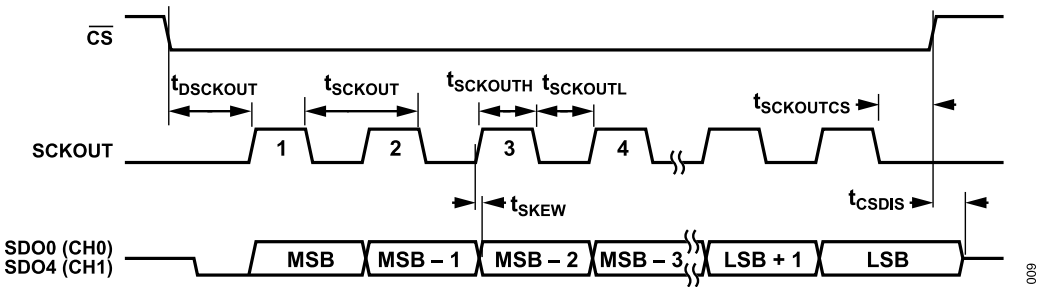 CS
tDSCKOUT
tSCKOUT
tSCKOUTH
tSCKOUTL
tSCKOUTCS
SCKOUT
1
2
3
4
tSKEW
tCSDIS
SDO0 (CH0)
SDO4 (CH1)
MSB
MSB – 1
MSB – 2
MSB – 3
LSB + 1
LSB
009